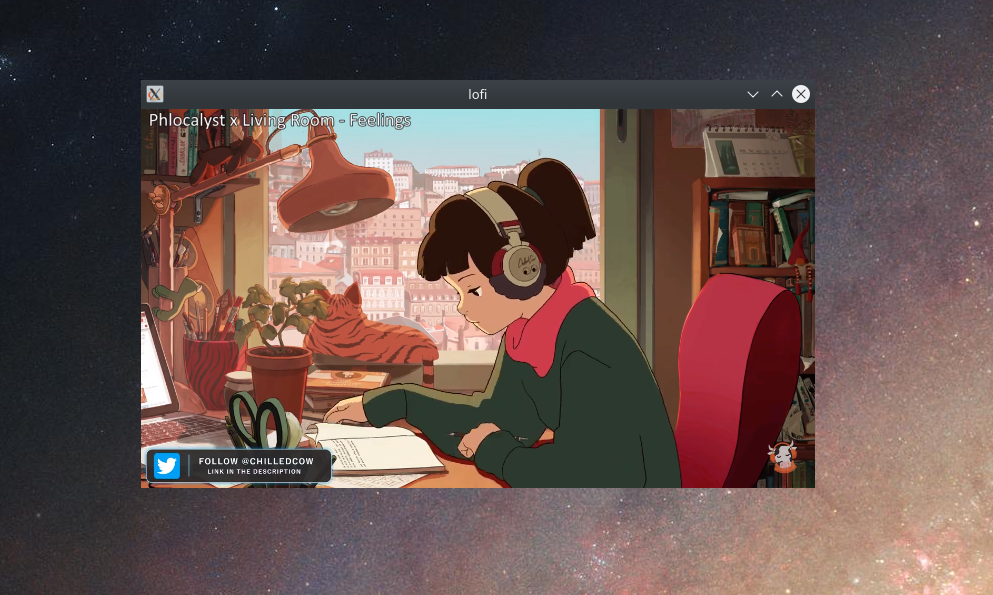 lofi
Phlocalyst x Living Room - Feelings
FOLLOW @CHILLEDCOW
LINK IN THE DESCRIPTION